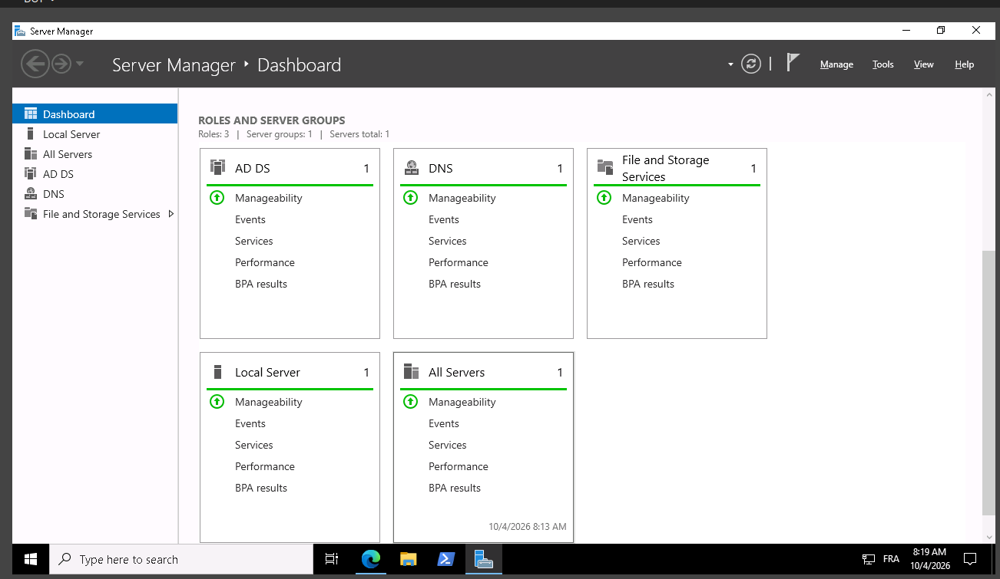 Server Manager
Server Manager ‣ Dashboard
Manage Tools View Help
Dashboard
Local Server
All Servers
AD DS
DNS
File and Storage Services
ROLES AND SERVER GROUPS
Roles: 3 | Server groups: 1 | Servers total: 1
AD DS 1
Manageability
Events
Services
Performance
BPA results
DNS 1
Manageability
Events
Services
Performance
BPA results
File and Storage
Services 1
Manageability
Events
Services
Performance
BPA results
Local Server 1
Manageability
Events
Services
Performance
BPA results
All Servers 1
Manageability
Events
Services
Performance
BPA results
10/4/2026 8:13 AM
Type here to search
FRA
8:19 AM
10/4/2026